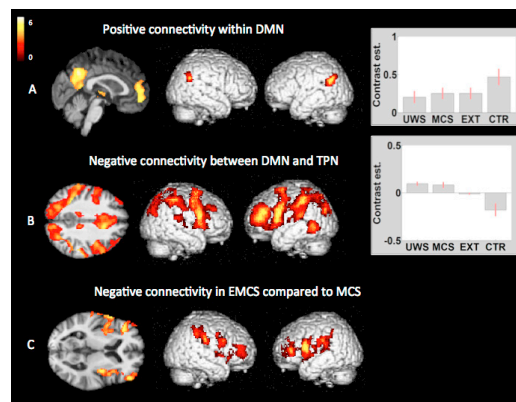 6
0
Positive connectivity within DMN
A
Contrast est.
1
0.5
0
UWS MCS EXT CTR
Negative connectivity between DMN and TPN
B
Contrast est.
0.5
0
-0.5
UWS MCS EXT CTR
Negative connectivity in EMCS compared to MCS
C